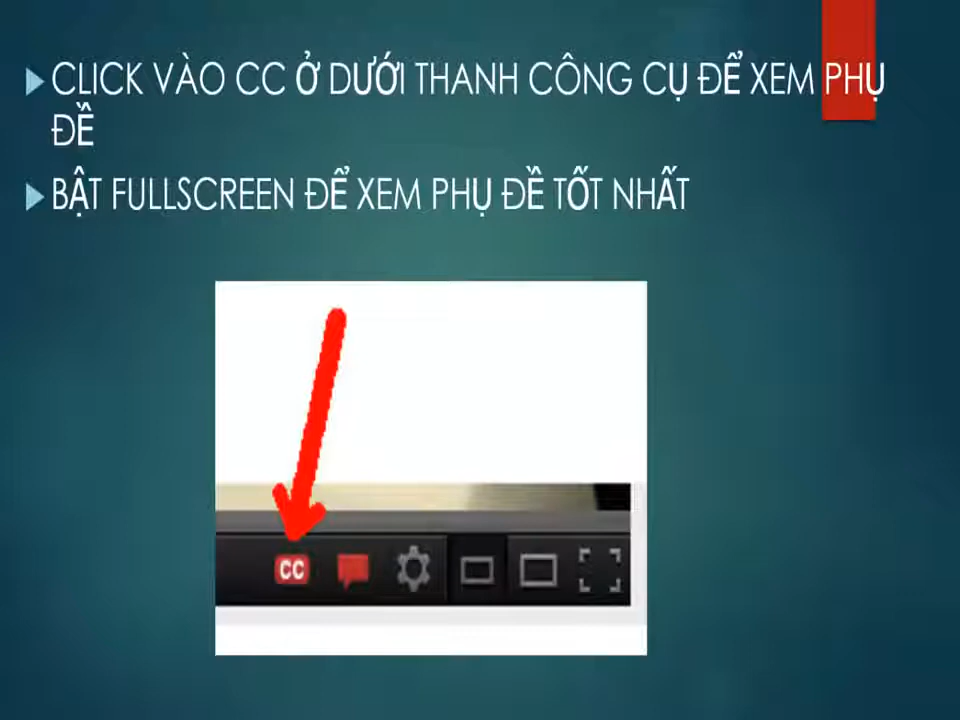 CLICK VÀO CC Ở DƯỚI THANH CÔNG CỤ ĐỂ XEM PHỤ
ĐỀ
BẬT FULLSCREEN ĐỂ XEM PHỤ ĐỀ TỐT NHẤT
CC